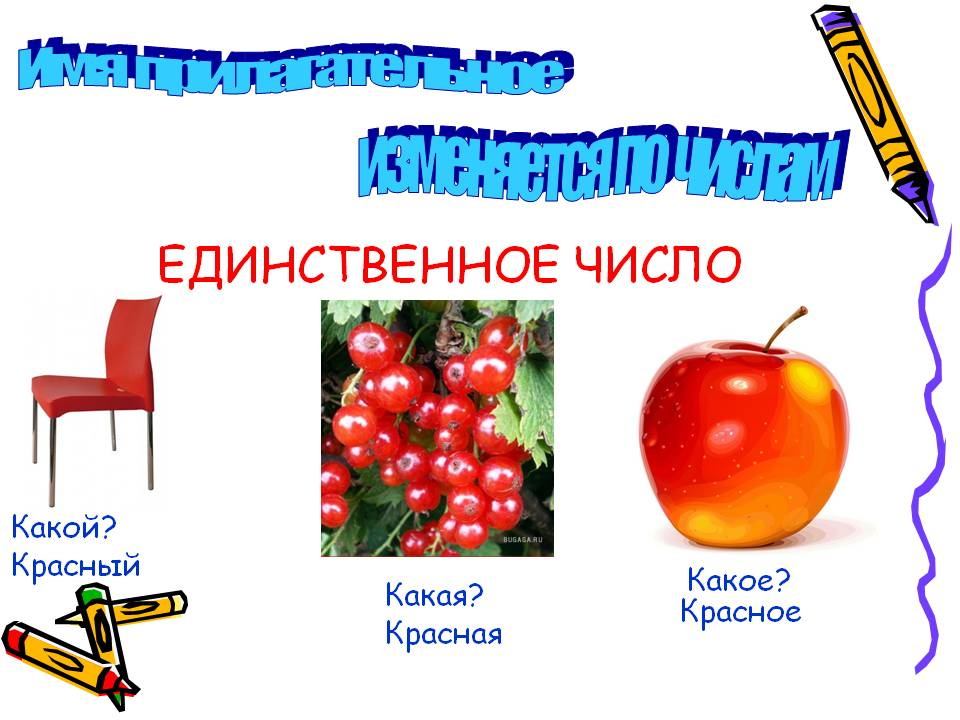 Имя прилагательное
изменяется по числам
ЕДИНСТВЕННОЕ ЧИСЛО
BUGAGA.RU
Какой?
Красный
Какая?
Красная
Какое?
Красное